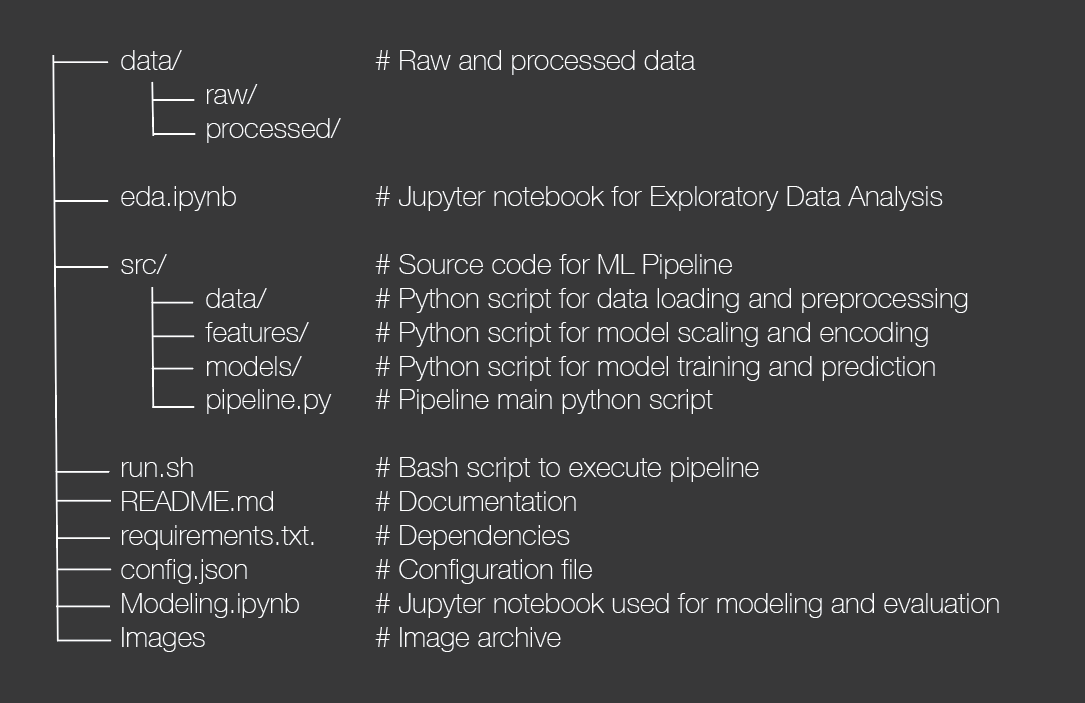 data/ # Raw and processed data
raw/
processed/
eda.ipynb # Jupyter notebook for Exploratory Data Analysis
src/ # Source code for ML Pipeline
data/ # Python script for data loading and preprocessing
features/ # Python script for model scaling and encoding
models/ # Python script for model training and prediction
pipeline.py # Pipeline main python script
run.sh # Bash script to execute pipeline
README.md # Documentation
requirements.txt. # Dependencies
config.json # Configuration file
Modeling.ipynb # Jupyter notebook used for modeling and evaluation
Images # Image archive